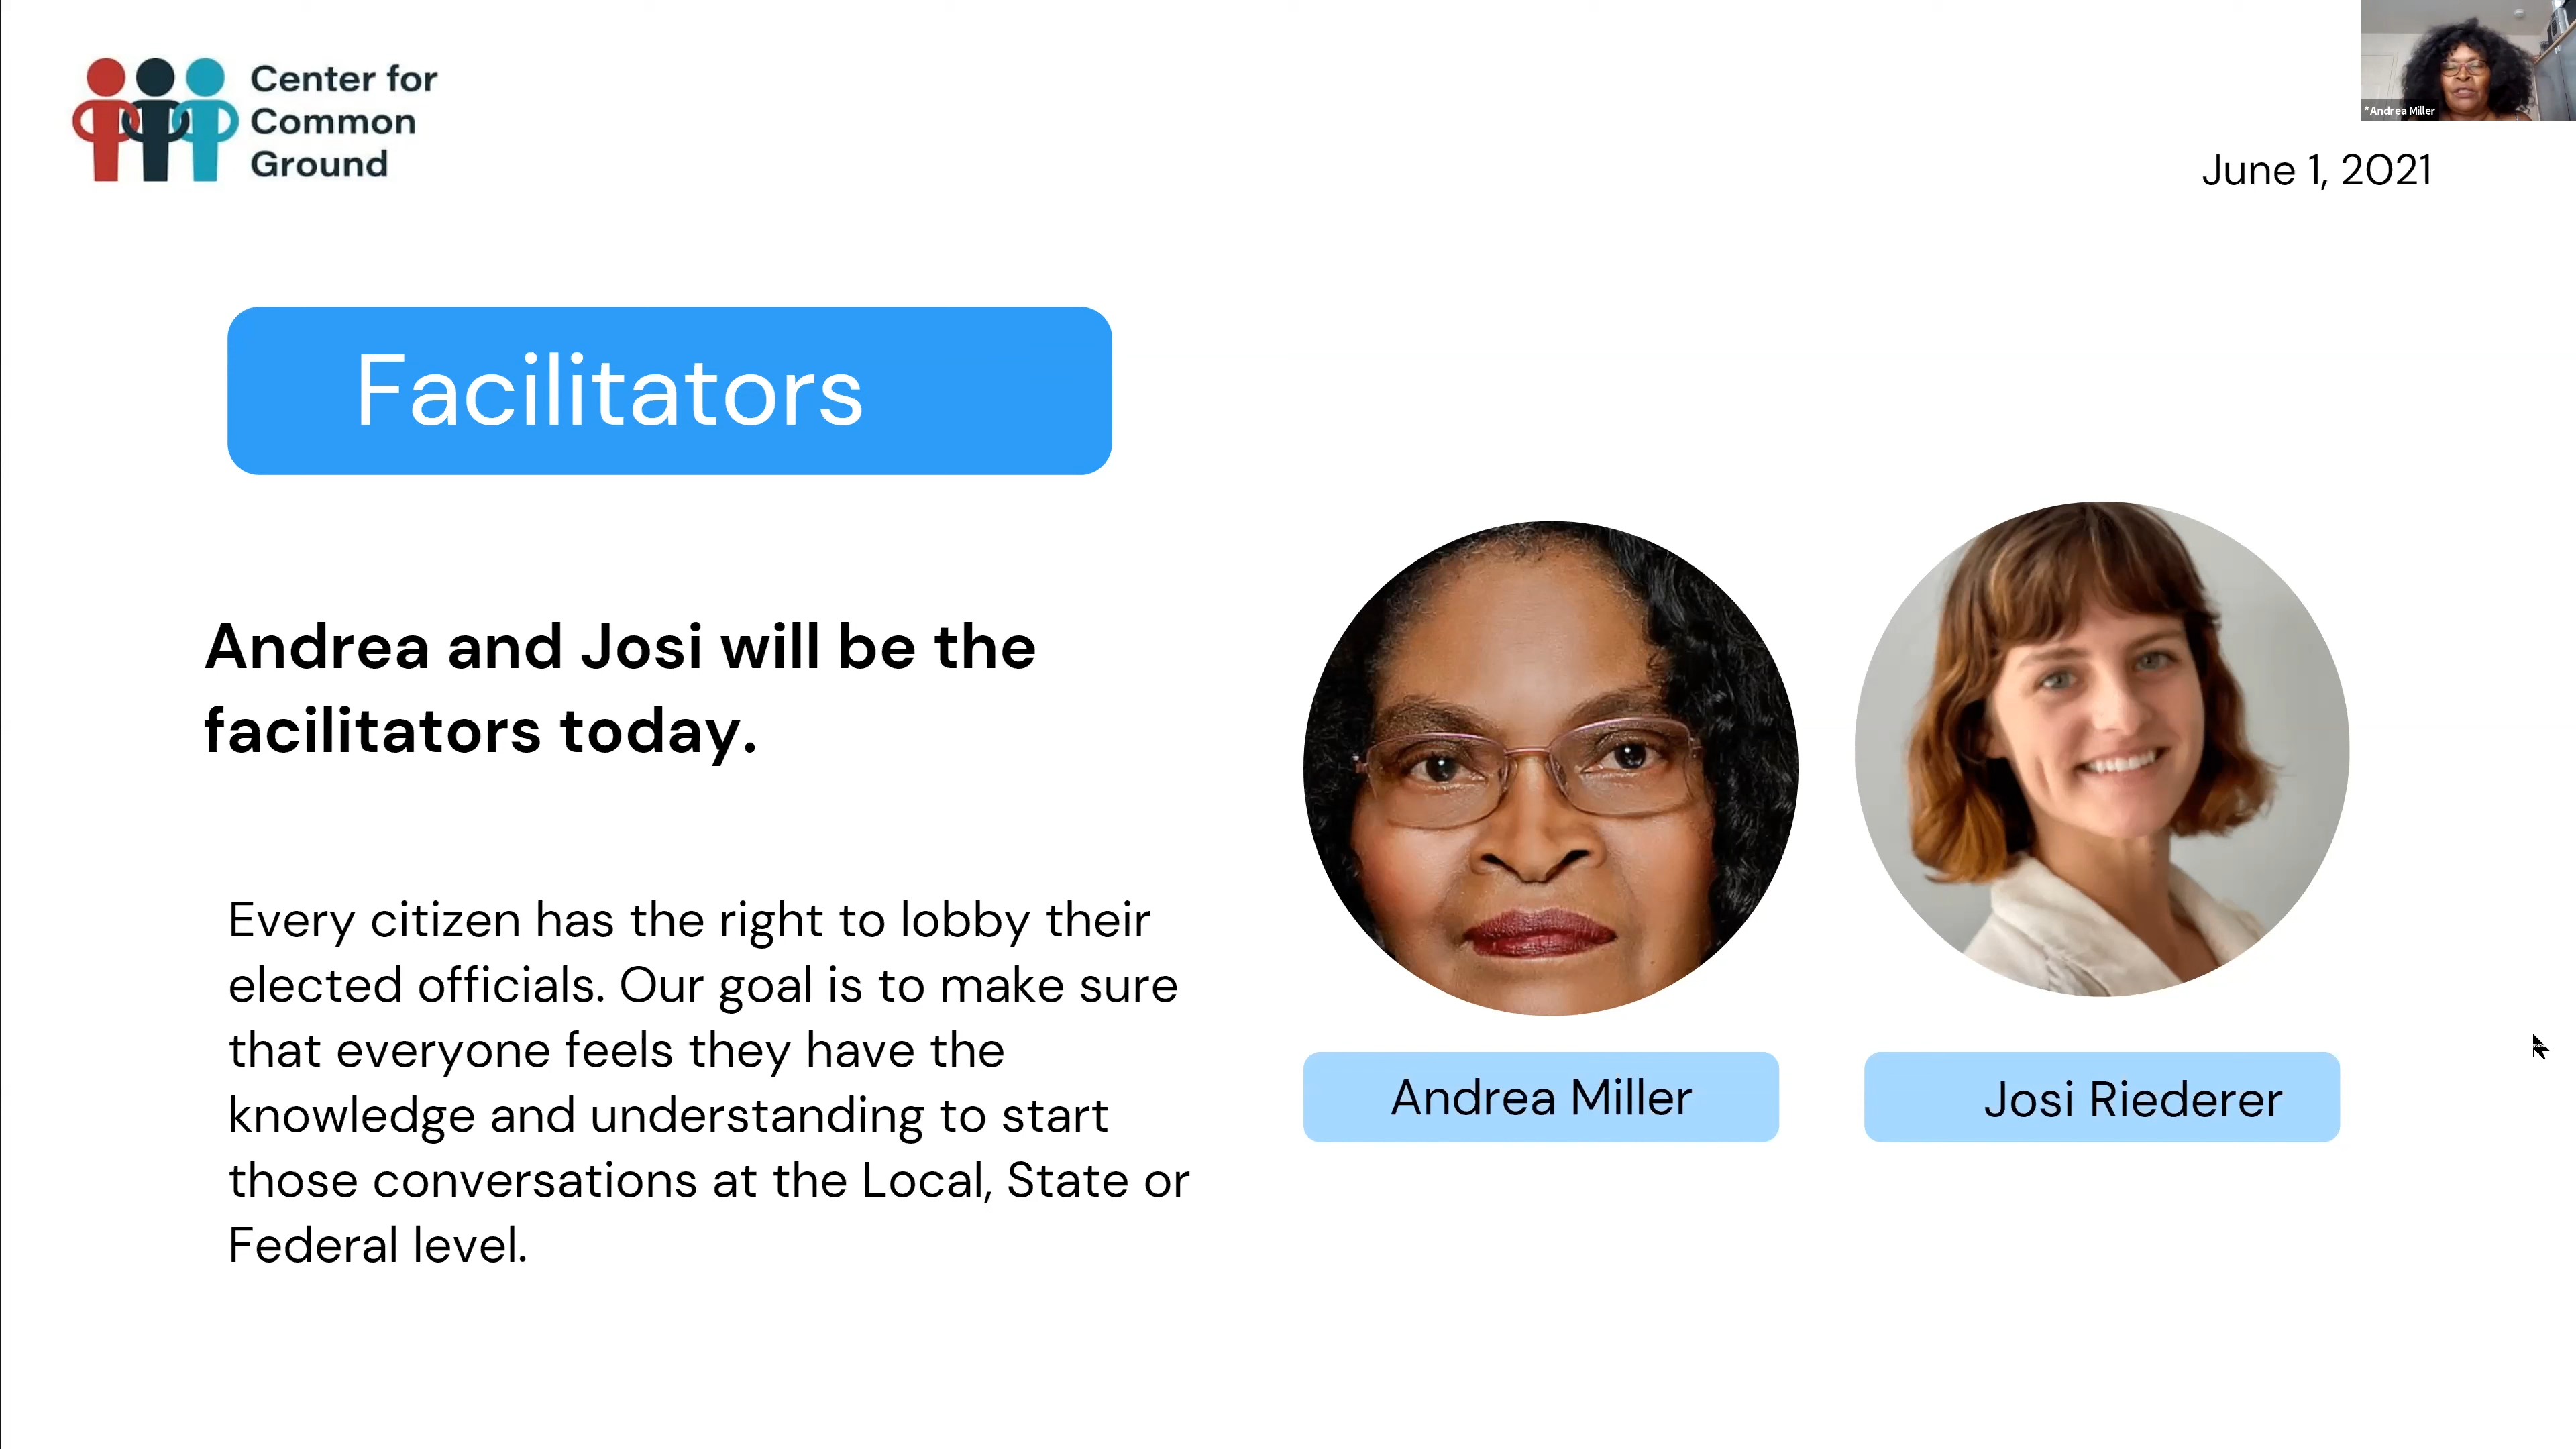 Center for
Common
Ground
*Andrea Miller
June 1, 2021
Facilitators
Andrea and Josi will be the
facilitators today.
Every citizen has the right to lobby their
elected officials. Our goal is to make sure
that everyone feels they have the
knowledge and understanding to start
those conversations at the Local, State or
Federal level.
Andrea Miller
Josi Riederer